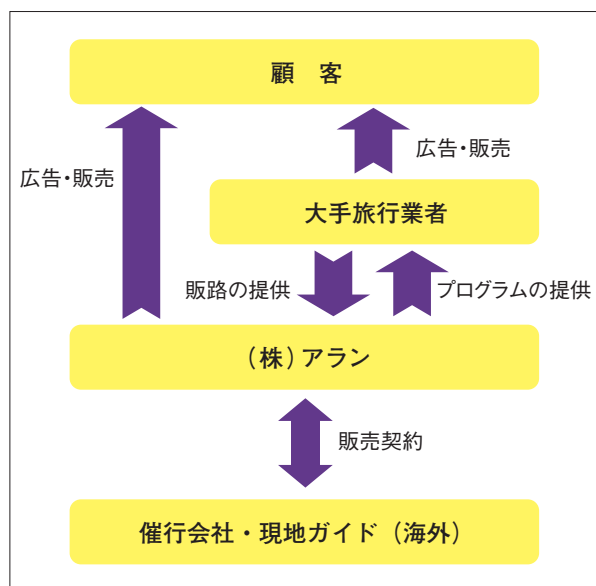 顧　客
広告・販売
広告・販売
大手旅行業者
販路の提供
プログラムの提供
（株）アラン
販売契約
催行会社・現地ガイド（海外）